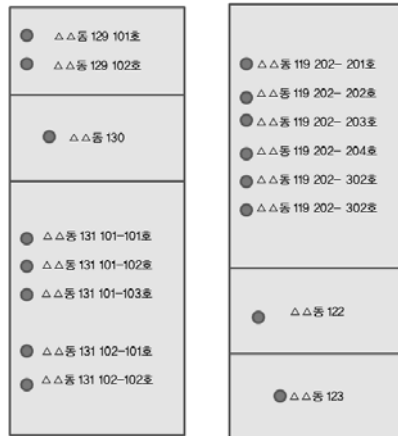 △△동 129 101호
△△동 129 102호
△△동 130
△△동 131 101-101호
△△동 131 101-102호
△△동 131 101-103호
△△동 131 102-101호
△△동 131 102-102호
△△동 119 202- 201호
△△동 119 202- 202호
△△동 119 202- 203호
△△동 119 202- 204호
△△동 119 202- 302호
△△동 119 202- 302호
△△동 122
△△동 123